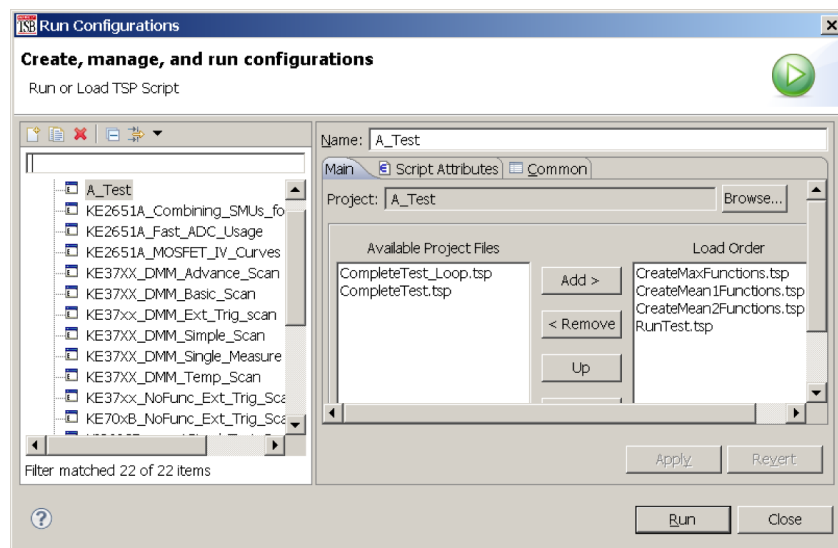 TSB Run Configurations
Create, manage, and run configurations
Run or Load TSP Script
Name: A_Test
Main Script Attributes Common
Project: A_Test Browse...
A_Test
KE2651A_Combining_SMUs_fo
KE2651A_Fast_ADC_Usage
KE2651A_MOSFET_IV_Curves
KE37XX_DMM_Advance_Scan
KE37xx_DMM_Basic_Scan
KE37xx_DMM_Ext_Trig_scan
KE37XX_DMM_Simple_Scan
KE37XX_DMM_Single_Measure
KE37XX_DMM_Temp_Scan
KE37xx_NoFunc_Ext_Trig_Sca
KE70xB_NoFunc_Ext_Trig_Sca
Filter matched 22 of 22 items
Available Project Files
CompleteTest_Loop.tsp
CompleteTest.tsp
Add >
< Remove
Up
Load Order
CreateMaxFunctions.tsp
CreateMean1Functions.tsp
CreateMean2Functions.tsp
RunTest.tsp
Apply Revert
Run Close